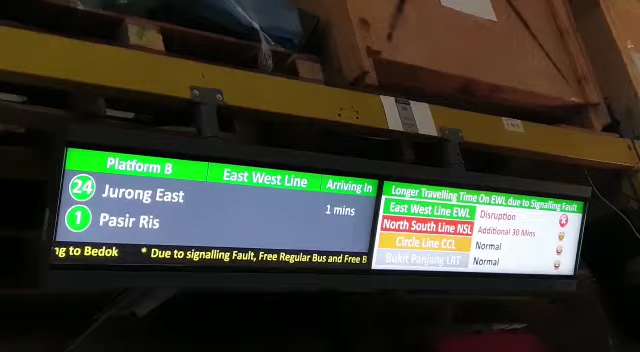 Platform B East West Line Arriving In
24 Jurong East 1 mins
1 Pasir Ris
ng to Bedok * Due to signalling Fault, Free Regular Bus and Free B
Longer Travelling Time On EWL due to Signalling Fault
East West Line EWL Disruption
North South Line NSL Additional 30 Mins
Circle Line CCL Normal
Bukit Panjang LRT Normal